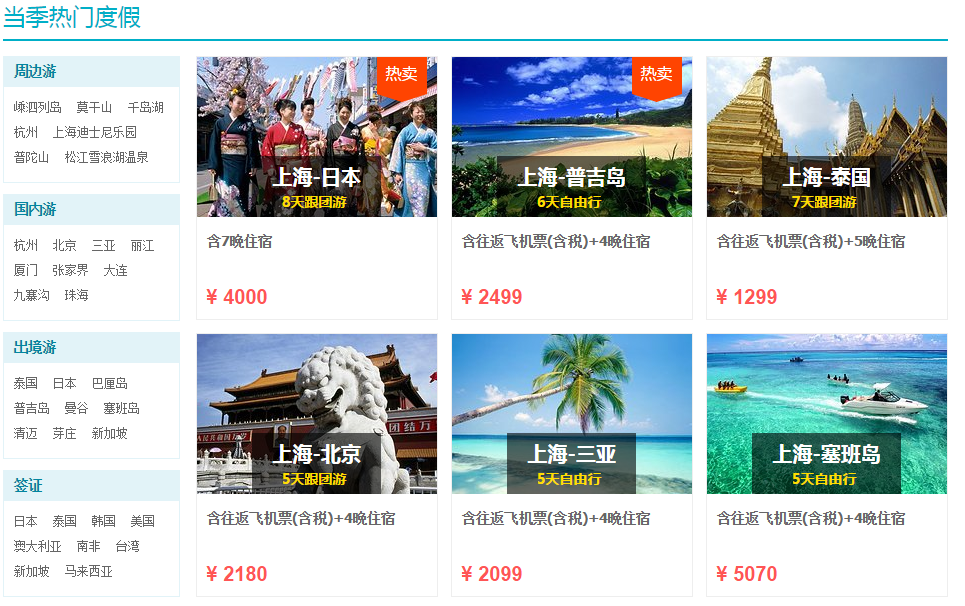 当季热门度假
周边游
嵊泗列岛 莫干山 千岛湖
杭州 上海迪士尼乐园
普陀山 松江雪浪湖温泉
国内游
杭州 北京 三亚 丽江
厦门 张家界 大连
九寨沟 珠海
出境游
泰国 日本 巴厘岛
普吉岛 曼谷 塞班岛
清迈 芽庄 新加坡
签证
日本 泰国 韩国 美国
澳大利亚 南非 台湾
新加坡 马来西亚
热卖
上海-日本
8天跟团游
含7晚住宿
¥ 4000
热卖
上海-普吉岛
6天自由行
含往返飞机票(含税)+4晚住宿
¥ 2499
上海-泰国
7天跟团游
含往返飞机票(含税)+5晚住宿
¥ 1299
上海-北京
5天跟团游
含往返飞机票(含税)+4晚住宿
¥ 2180
上海-三亚
5天自由行
含往返飞机票(含税)+4晚住宿
¥ 2099
上海-塞班岛
5天自由行
含往返飞机票(含税)+4晚住宿
¥ 5070